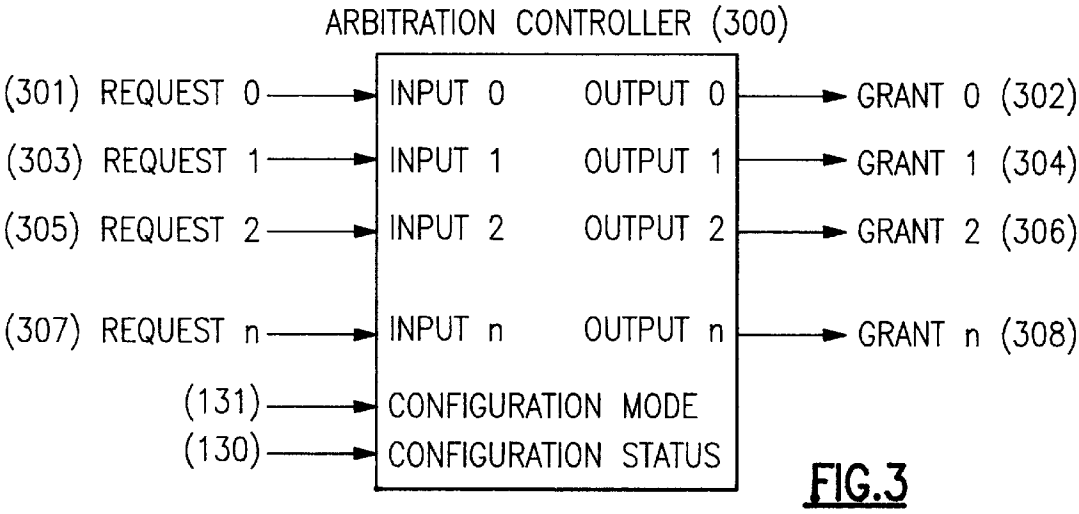 ARBITRATION CONTROLLER (300)
(301) REQUEST 0 INPUT 0 OUTPUT 0 GRANT 0 (302)
(303) REQUEST 1 INPUT 1 OUTPUT 1 GRANT 1 (304)
(305) REQUEST 2 INPUT 2 OUTPUT 2 GRANT 2 (306)
(307) REQUEST n INPUT n OUTPUT n GRANT n (308)
(131) CONFIGURATION MODE
(130) CONFIGURATION STATUS
FIG.3